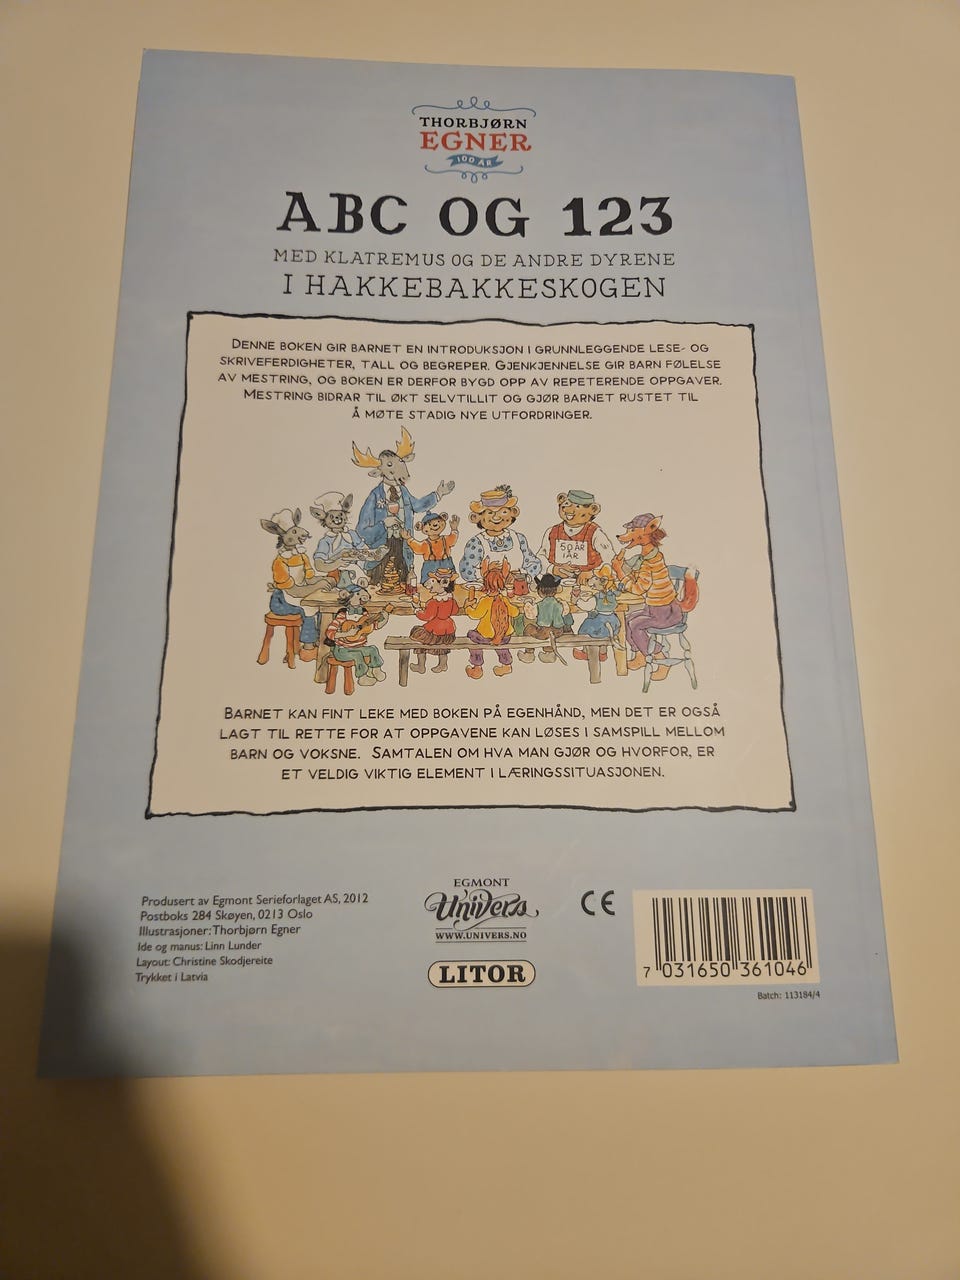 THORBJØRN
EGNER
100 ÅR
ABC OG 123
MED KLATREMUS OG DE ANDRE DYRENE
I HAKKEBAKKESKOGEN
DENNE BOKEN GIR BARNET EN INTRODUKSJON I GRUNNLEGGENDE LESE- OG
SKRIVEFERDIGHETER, TALL OG BEGREPER. GJENKJENNELSE GIR BARN FØLELSE
AV MESTRING, OG BOKEN ER DERFOR BYGD OPP AV REPETERENDE OPPGAVER.
MESTRING BIDRAR TIL ØKT SELVTILLIT OG GJØR BARNET RUSTET TIL
Å MØTE STADIG NYE UTFORDRINGER.
50 ÅR
I ÅR
BARNET KAN FINT LEKE MED BOKEN PÅ EGENHÅND, MEN DET ER OGSÅ
LAGT TIL RETTE FOR AT OPPGAVENE KAN LØSES I SAMSPILL MELLOM
BARN OG VOKSNE. SAMTALEN OM HVA MAN GJØR OG HVORFOR, ER
ET VELDIG VIKTIG ELEMENT I LÆRINGSSITUASJONEN.
Produsert av Egmont Serieforlaget AS, 2012
Postboks 284 Skøyen, 0213 Oslo
Illustrasjoner: Thorbjørn Egner
Ide og manus: Linn Lunder
Layout: Christine Skodjereite
Trykket i Latvia
EGMONT
Univers
WWW.UNIVERS.NO
LITOR
CE
7 031650 361046
Batch: 113184/4